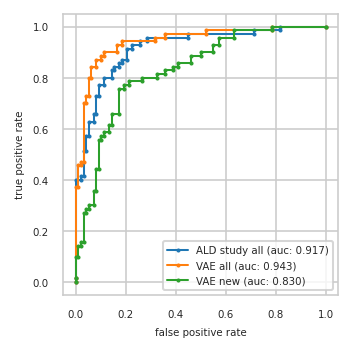 true positive rate
1.0
0.8
0.6
0.4
0.2
0.0
ALD study all (auc: 0.917)
VAE all (auc: 0.943)
VAE new (auc: 0.830)
0.0 0.2 0.4 0.6 0.8 1.0
false positive rate